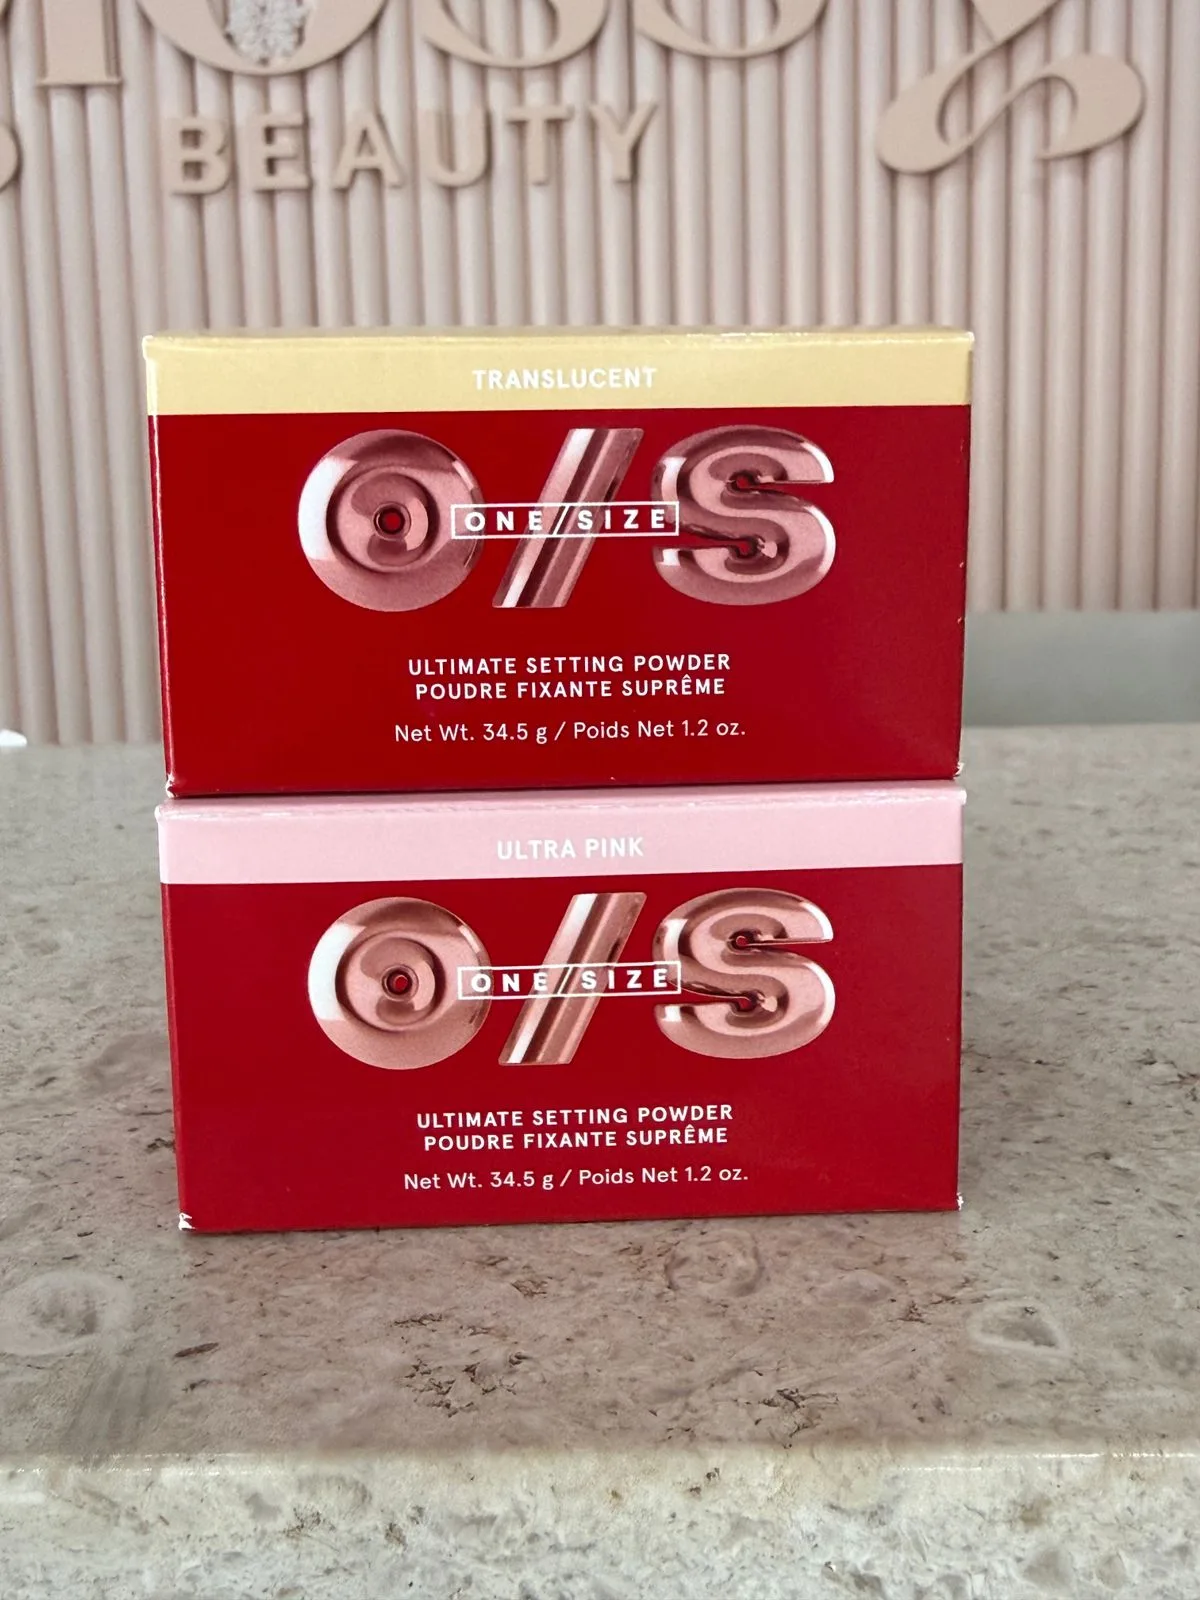 BEAUTY
TRANSLUCENT
O/S
ONE/SIZE
ULTIMATE SETTING POWDER
POUDRE FIXANTE SUPRÊME
Net Wt. 34.5 g / Poids Net 1.2 oz.
ULTRA PINK
O/S
ONE/SIZE
ULTIMATE SETTING POWDER
POUDRE FIXANTE SUPRÊME
Net Wt. 34.5 g / Poids Net 1.2 oz.